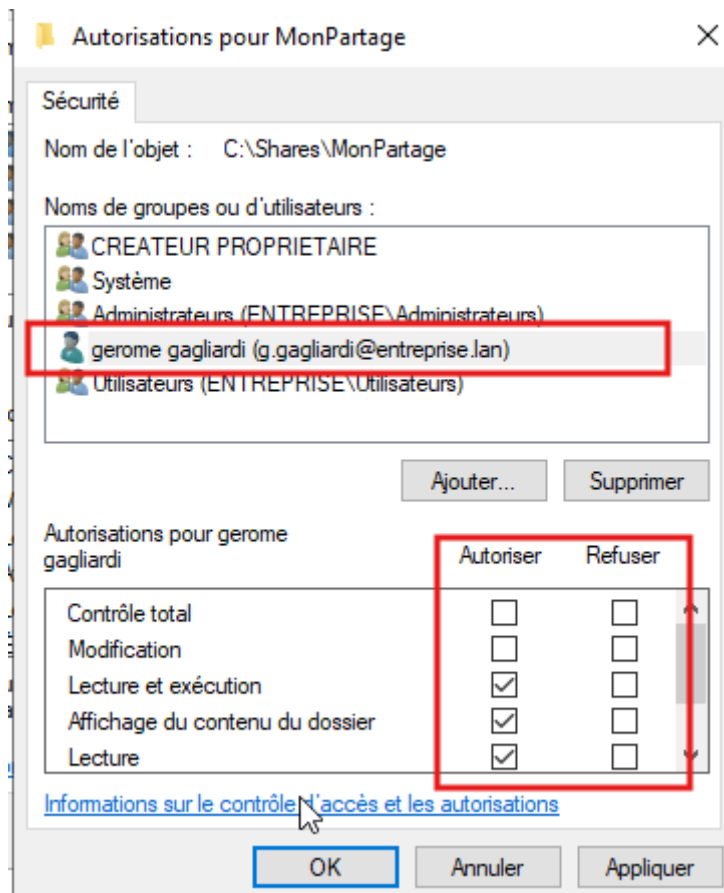 Autorisations pour MonPartage
Sécurité
Nom de l'objet : C:\Shares\MonPartage
Noms de groupes ou d'utilisateurs :
CREATEUR PROPRIETAIRE
Système
Administrateurs (ENTREPRISE\Administrateurs)
gerome gagliardi (g.gagliardi@entreprise.lan)
Utilisateurs (ENTREPRISE\Utilisateurs)
Ajouter... Supprimer
Autorisations pour gerome
gagliardi Autoriser Refuser
Contrôle total
Modification
Lecture et exécution
Affichage du contenu du dossier
Lecture
Informations sur le contrôle d'accès et les autorisations
OK Annuler Appliquer